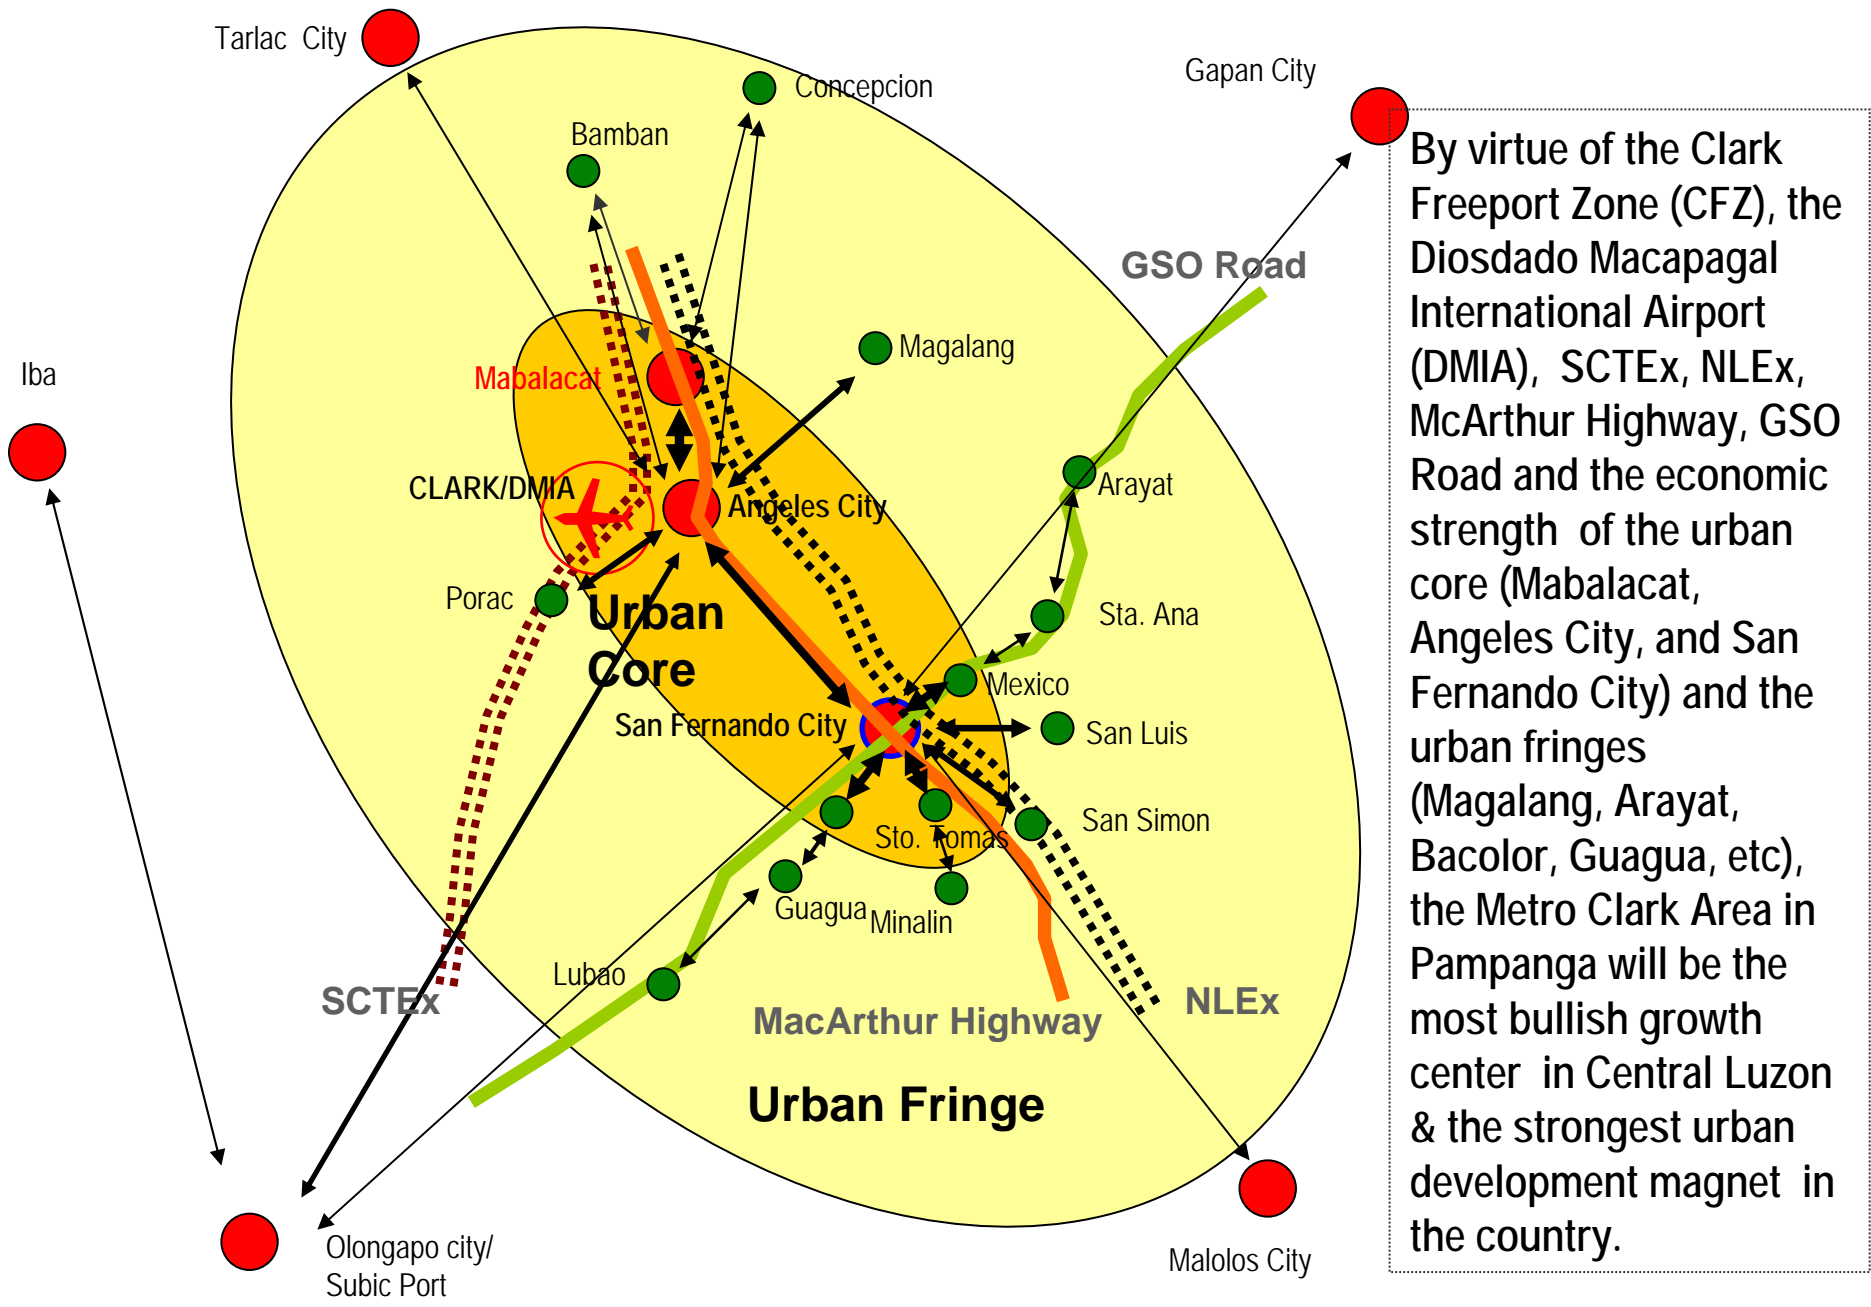 Tarlac  City
Concepcion
Gapan City
Bamban
GSO Road
Magalang
Iba
Mabalacat
CLARK/DMIA
Angeles City
Arayat
Porac
Urban
Core
Sta. Ana
Mexico
San Fernando City
San Luis
San Simon
Sto. Tomas
Guagua
Minalin
Lubao
SCTEx
MacArthur Highway
NLEx
Urban Fringe
Olongapo city/
Subic Port
Malolos City
By virtue of the Clark
Freeport Zone (CFZ), the
Diosdado Macapagal
International Airport
(DMIA),  SCTEx, NLEx,
McArthur Highway, GSO
Road and the economic
strength  of the urban
core (Mabalacat,
Angeles City, and San
Fernando City) and the
urban fringes
(Magalang, Arayat,
Bacolor, Guagua, etc),
the Metro Clark Area in
Pampanga will be the
most bullish growth
center  in Central Luzon
& the strongest urban
development magnet  in
the country.